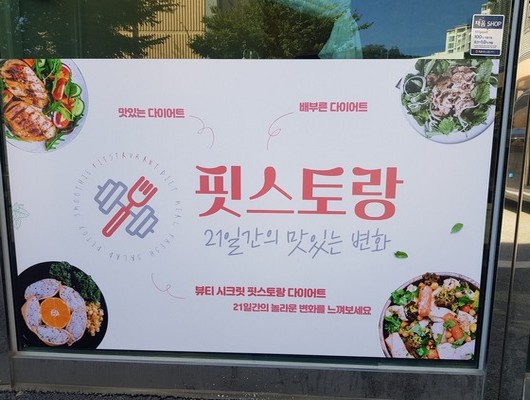 제로 SHOP
맛있는 다이어트
배부른 다이어트
핏스토랑
21일간의 맛있는 변화
뷰티 시크릿 핏스토랑 다이어트
21일간의 놀라운 변화를 느껴보세요